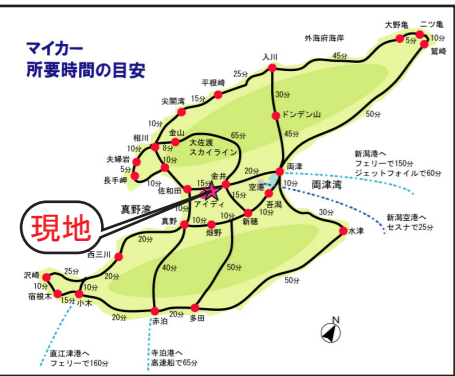 マイカー
所要時間の目安
外海府海岸
大野亀
二ツ亀
5分
10分
鷲崎
45分
入川
25分
平根崎
15分
尖閣湾
10分
30分
ドンデン山
50分
45分
相川
金山
8分
大佐渡
スカイライン
65分
夫婦岩
5分
長手岬
10分
10分
佐和田
15分
金井
15分
アイディ
20分
両津
空港
10分
両津湾
吾潟
10分
新穂
新潟港へ
フェリーで150分
ジェットフォイルで60分
新潟空港へ
セスナで25分
現地
真野湾
真野
10分
10分
畑野
10分
30分
水津
西三川
20分
20分
40分
50分
50分
沢崎
25分
10分
宿根木
15分
小木
10分
20分
赤泊
20分
多田
直江津港へ
フェリーで160分
寺泊港へ
高速船で65分
N